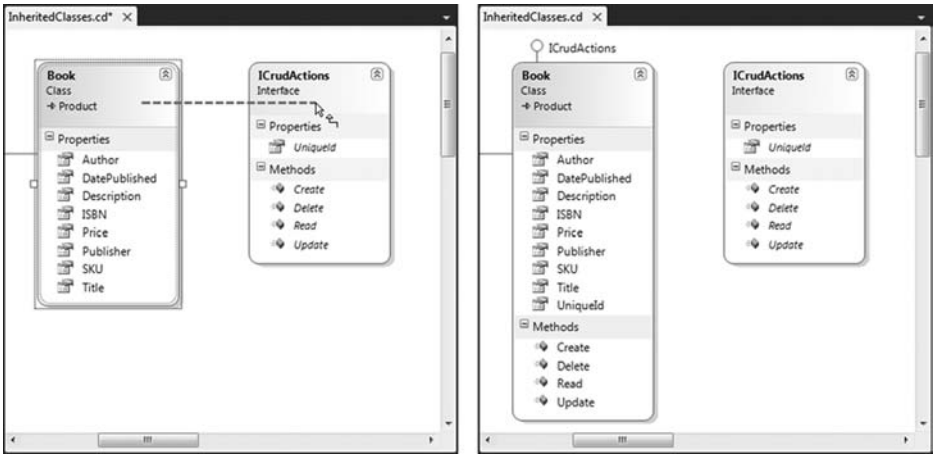 InheritedClasses.cd* X
Book
Class
Product
Properties
Author
DatePublished
Description
ISBN
Price
Publisher
SKU
Title
ICrudActions
Interface
Properties
UniqueId
Methods
Create
Delete
Read
Update
InheritedClasses.cd X
ICrudActions
Book
Class
Product
Properties
Author
DatePublished
Description
ISBN
Price
Publisher
SKU
Title
UniqueId
Methods
Create
Delete
Read
Update
ICrudActions
Interface
Properties
UniqueId
Methods
Create
Delete
Read
Update